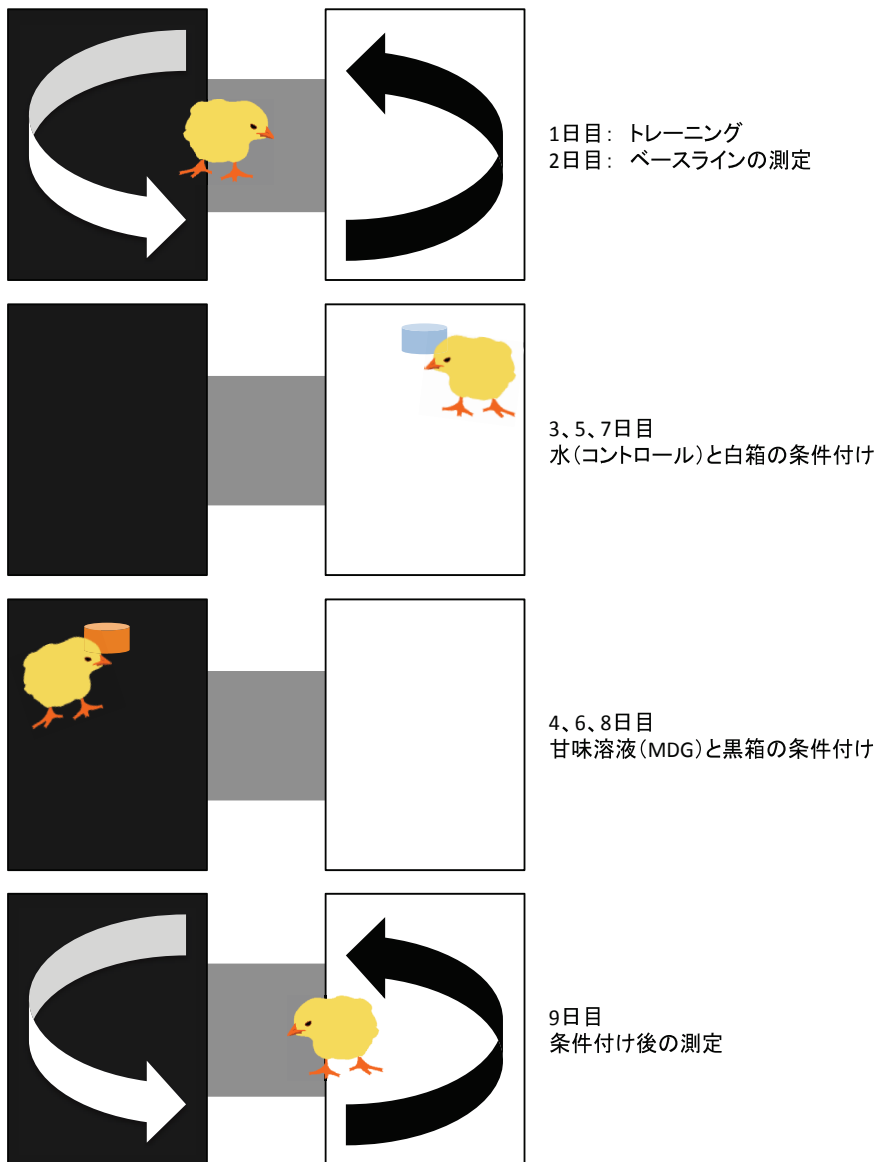 1日目： トレーニング
2日目： ベースラインの測定
3、5、7日目
水（コントロール）と白箱の条件付け
4、6、8日目
甘味溶液（MDG）と黒箱の条件付け
9日目
条件付け後の測定